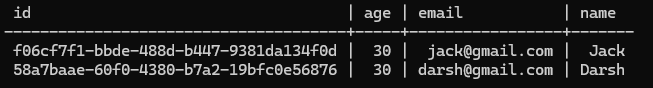 id | age | email | name
--------------------------------------+-----+-----------------+-------
f06cf7f1-bbde-488d-b447-9381da134f0d | 30 | jack@gmail.com | Jack
58a7baae-60f0-4380-b7a2-19bfc0e56876 | 30 | darsh@gmail.com | Darsh